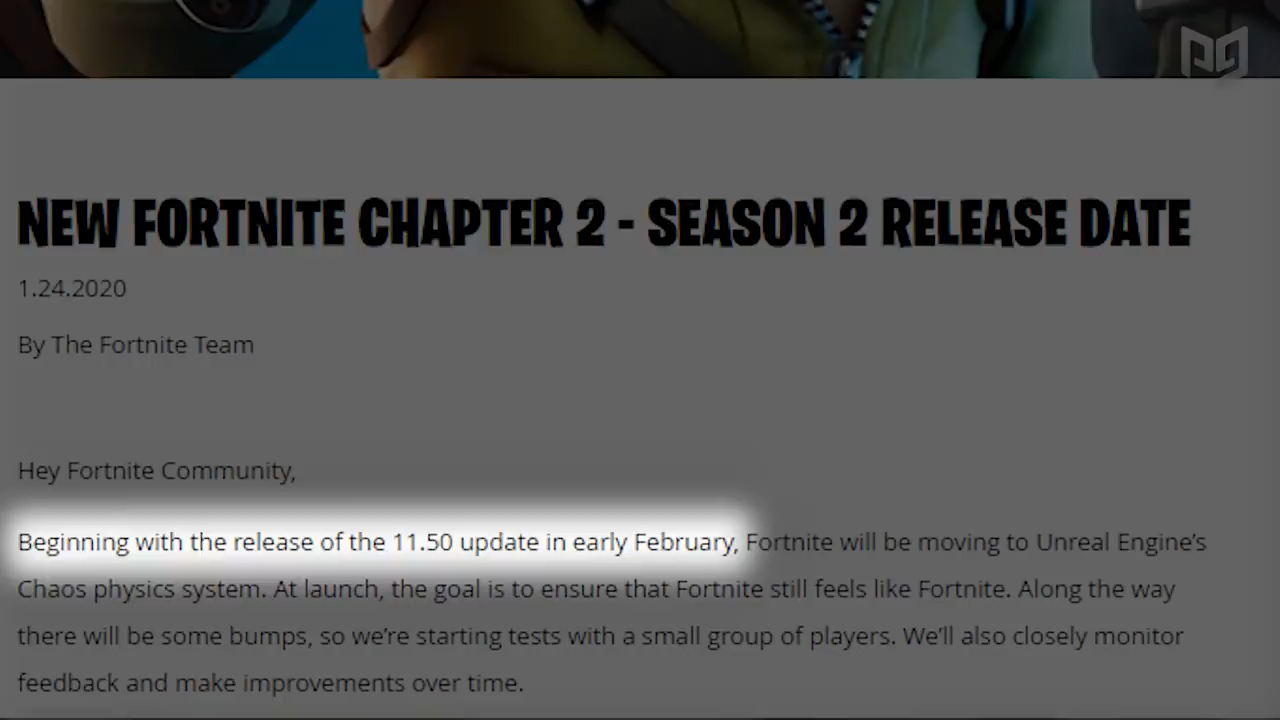 NEW FORTNITE CHAPTER 2 - SEASON 2 RELEASE DATE
1.24.2020
By The Fortnite Team
Hey Fortnite Community,
Beginning with the release of the 11.50 update in early February, Fortnite will be moving to Unreal Engine's
Chaos physics system. At launch, the goal is to ensure that Fortnite still feels like Fortnite. Along the way
there will be some bumps, so we're starting tests with a small group of players. We'll also closely monitor
feedback and make improvements over time.